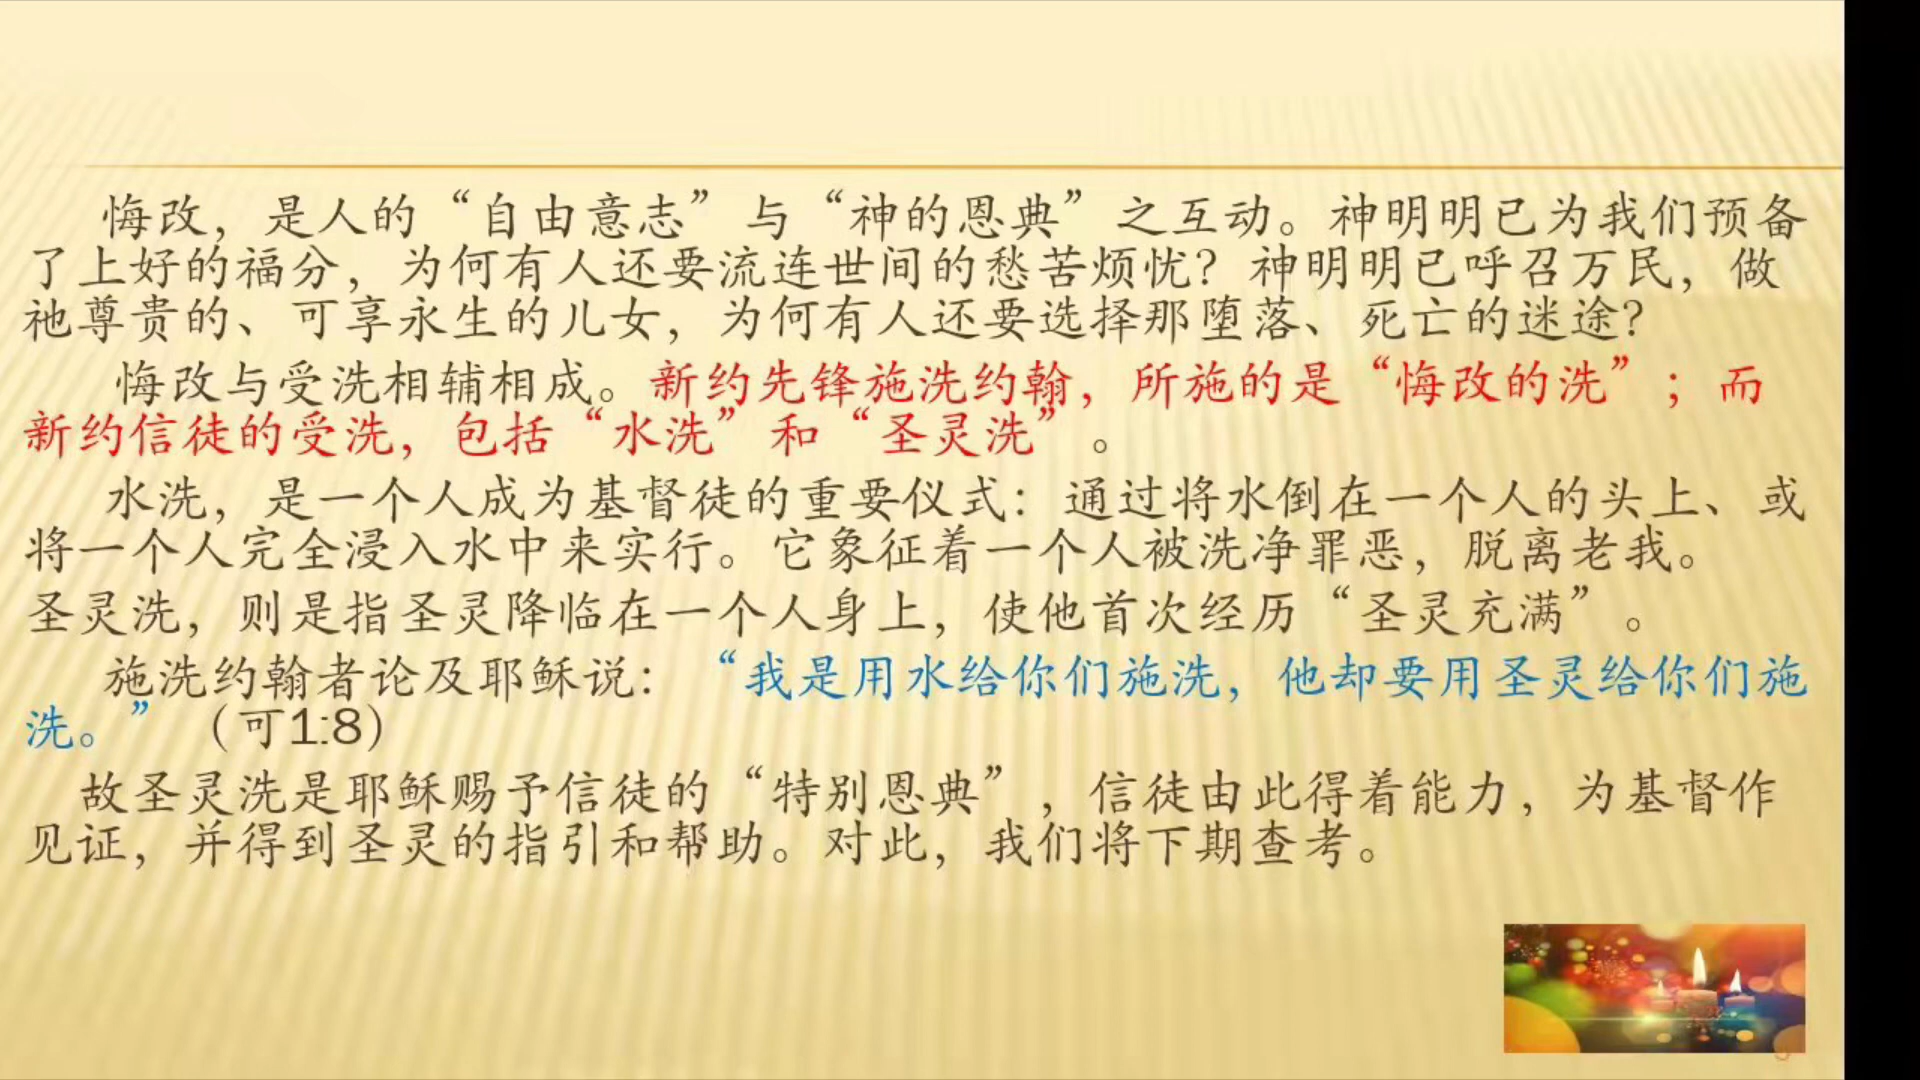 悔改，是人的“自由意志”与“神的恩典”之互动。神明明已为我们预备
了上好的福分，为何有人还要流连世间的愁苦烦忧？神明明已呼召万民，做
祂尊贵的、可享永生的儿女，为何有人还要选择那堕落、死亡的迷途？
悔改与受洗相辅相成。新约先锋施洗约翰，所施的是“悔改的洗”；而
新约信徒的受洗，包括“水洗”和“圣灵洗”。
水洗，是一个人成为基督徒的重要仪式：通过将水倒在一个人的头上、或
将一个人完全浸入水中来实行。它象征着一个人被洗净罪恶，脱离老我。
圣灵洗，则是指圣灵降临在一个人身上，使他首次经历“圣灵充满”。
施洗约翰者论及耶稣说：“我是用水给你们施洗，他却要用圣灵给你们施
洗。”（可1:8）
故圣灵洗是耶稣赐予信徒的“特别恩典”，信徒由此得着能力，为基督作
见证，并得到圣灵的指引和帮助。对此，我们将下期查考。